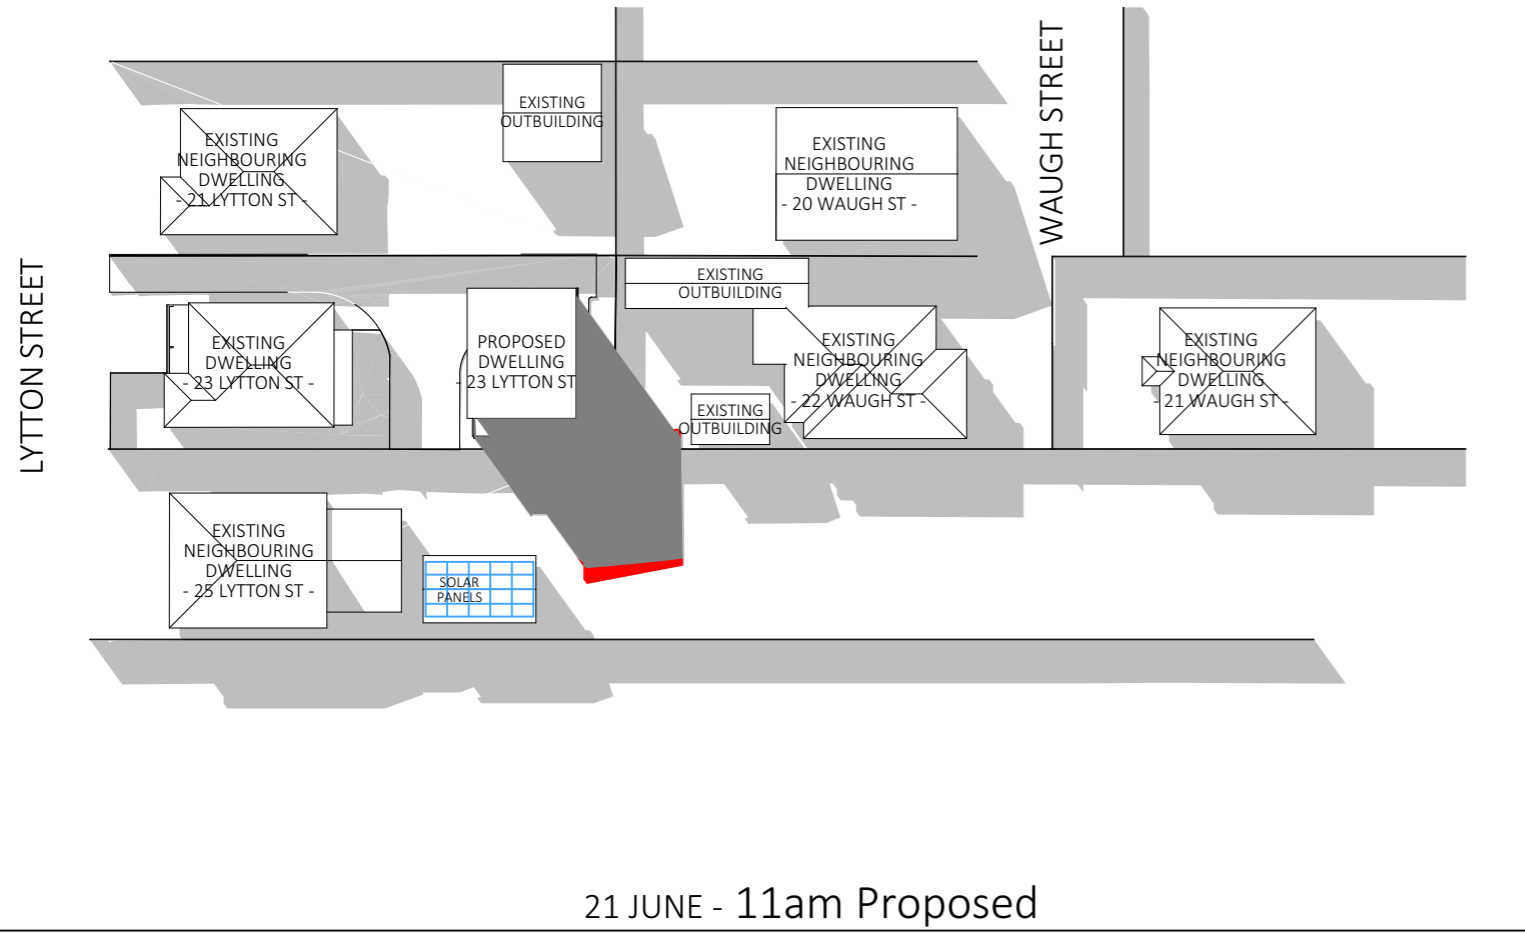 EXISTING
OUTBUILDING
EXISTING
NEIGHBOURING
DWELLING
- 21 LYTTON ST -
EXISTING
NEIGHBOURING
DWELLING
- 20 WAUGH ST -
WAUGH STREET
LYTTON STREET
EXISTING
OUTBUILDING
EXISTING
DWELLING
- 23 LYTTON ST -
PROPOSED
DWELLING
- 23 LYTTON ST
EXISTING
OUTBUILDING
EXISTING
NEIGHBOURING
DWELLING
- 22 WAUGH ST -
EXISTING
NEIGHBOURING
DWELLING
- 21 WAUGH ST -
EXISTING
NEIGHBOURING
DWELLING
- 25 LYTTON ST -
SOLAR
PANELS
21 JUNE - 11am Proposed